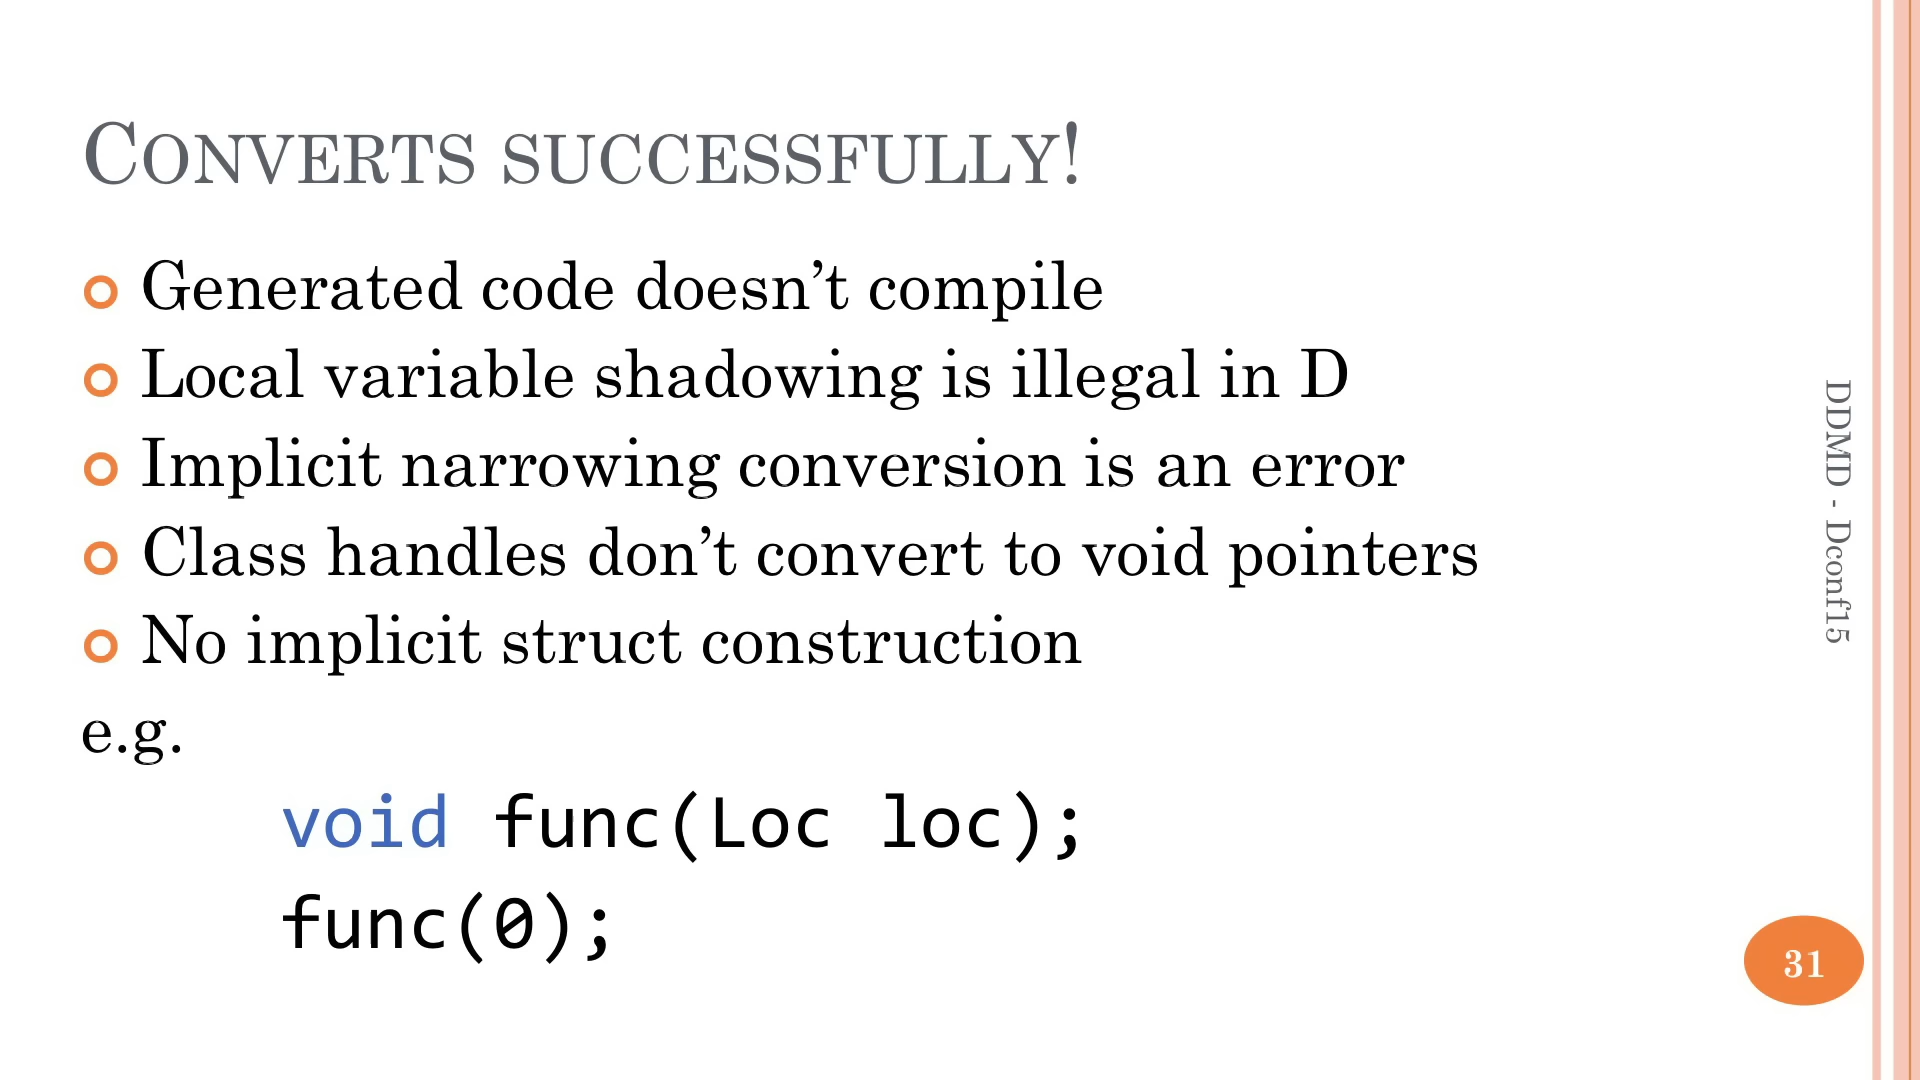 Converts successfully!
Generated code doesn’t compile
Local variable shadowing is illegal in D
Implicit narrowing conversion is an error
Class handles don’t convert to void pointers
No implicit struct construction
e.g.
void func(Loc loc);
func(0);
DDMD - Dconf15
31